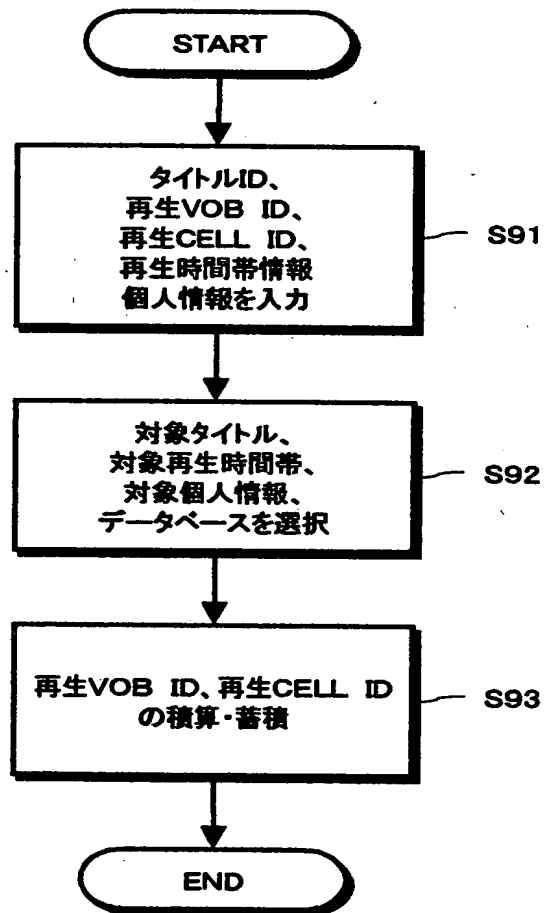 START
タイトルID、
再生VOB ID、
再生CELL ID、
再生時間帯情報
個人情報を入力
S91
対象タイトル、
対象再生時間帯、
対象個人情報、
データベースを選択
S92
再生VOB ID、再生CELL ID
の積算・蓄積
S93
END